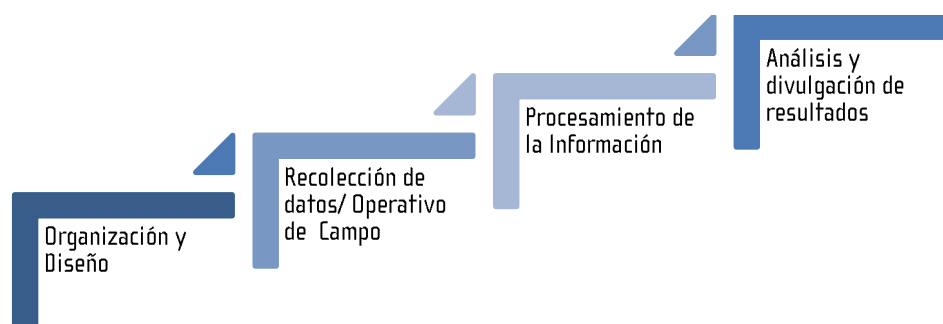 Organización y
Diseño
Recolección de
datos/ Operativo
de Campo
Procesamiento de
la Información
Análisis y
divulgación de
resultados